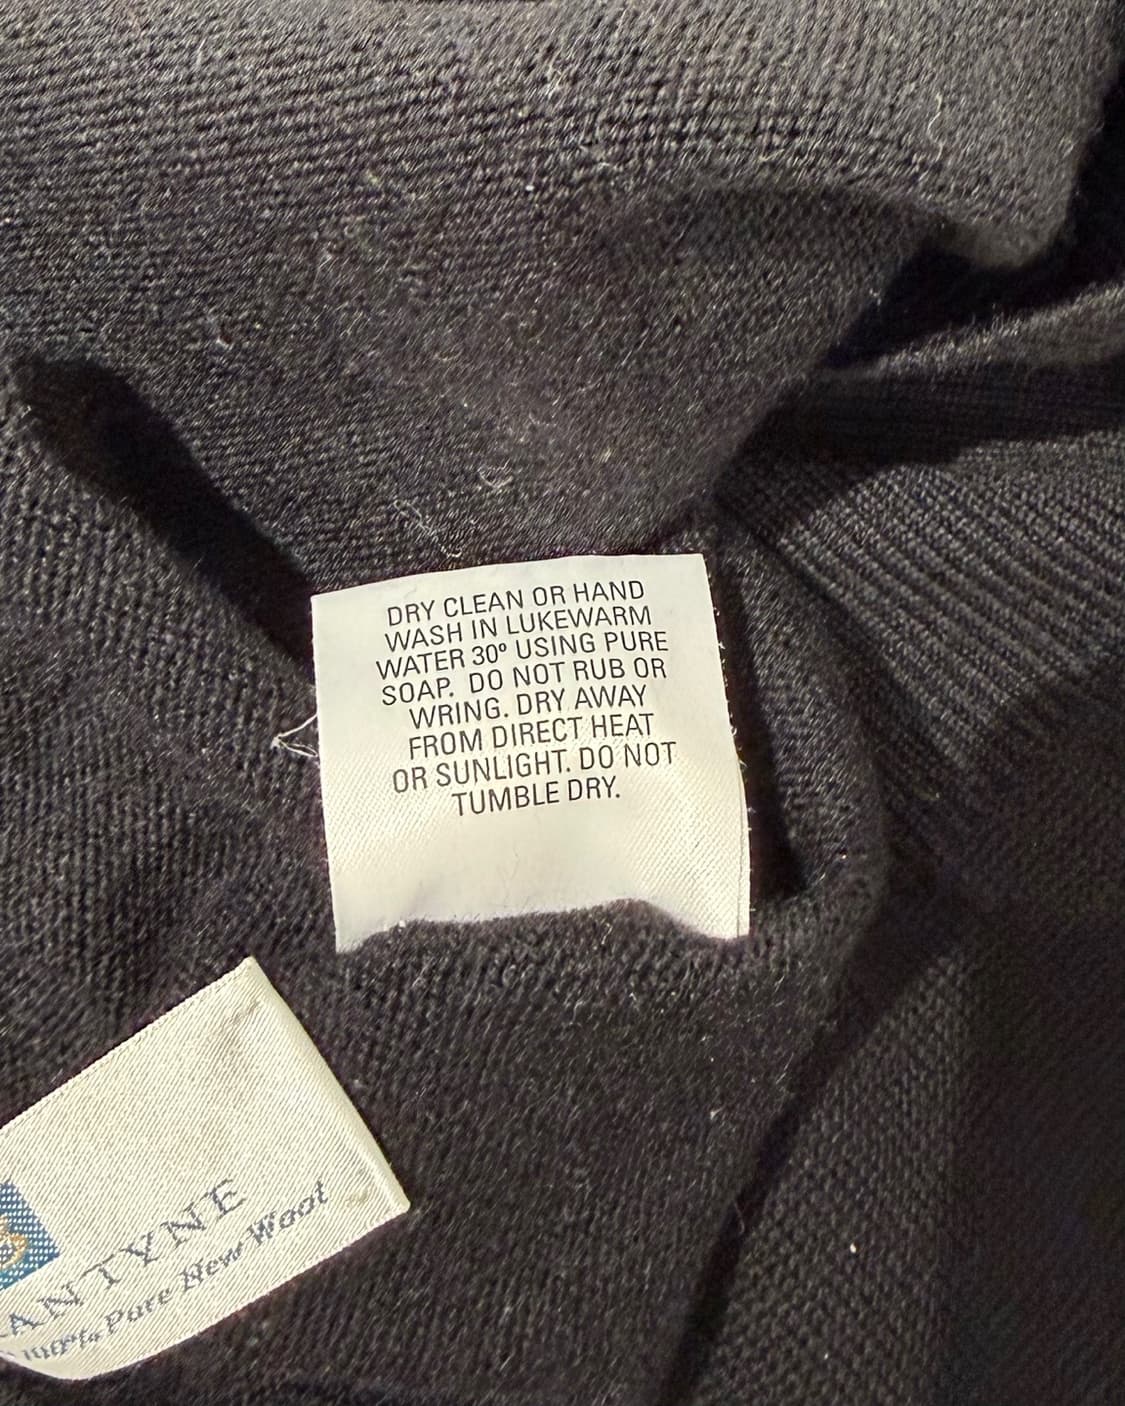 DRY CLEAN OR HAND
WASH IN LUKEWARM
WATER 30° USING PURE
SOAP. DO NOT RUB OR
WRING. DRY AWAY
FROM DIRECT HEAT
OR SUNLIGHT. DO NOT
TUMBLE DRY.
ANTYNE
100% Pure New Wool